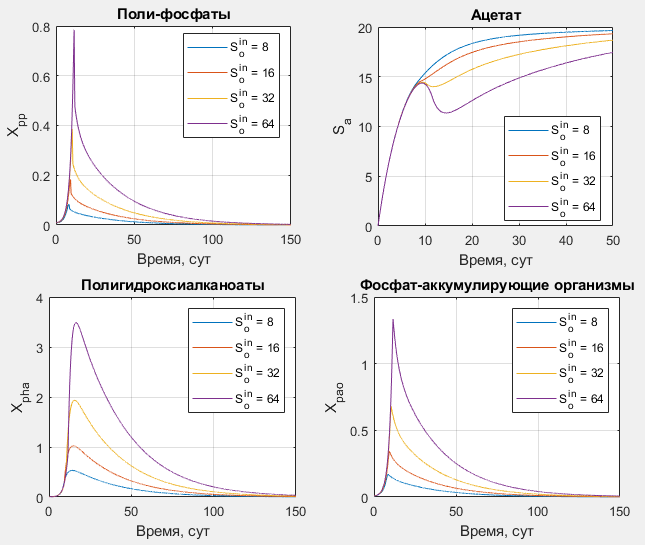 Поли-фосфаты
X_pp
0.8
0.6
0.4
0.2
0
0
50
100
150
Время, сут
S_o^in = 8
S_o^in = 16
S_o^in = 32
S_o^in = 64
Ацетат
S_a
20
15
10
5
0
0
10
20
30
40
50
Время, сут
S_o^in = 8
S_o^in = 16
S_o^in = 32
S_o^in = 64
Полигидроксиалканоаты
X_pha
4
3
2
1
0
0
50
100
150
Время, сут
S_o^in = 8
S_o^in = 16
S_o^in = 32
S_o^in = 64
Фосфат-аккумулирующие организмы
X_pao
1.5
1
0.5
0
0
50
100
150
Время, сут
S_o^in = 8
S_o^in = 16
S_o^in = 32
S_o^in = 64